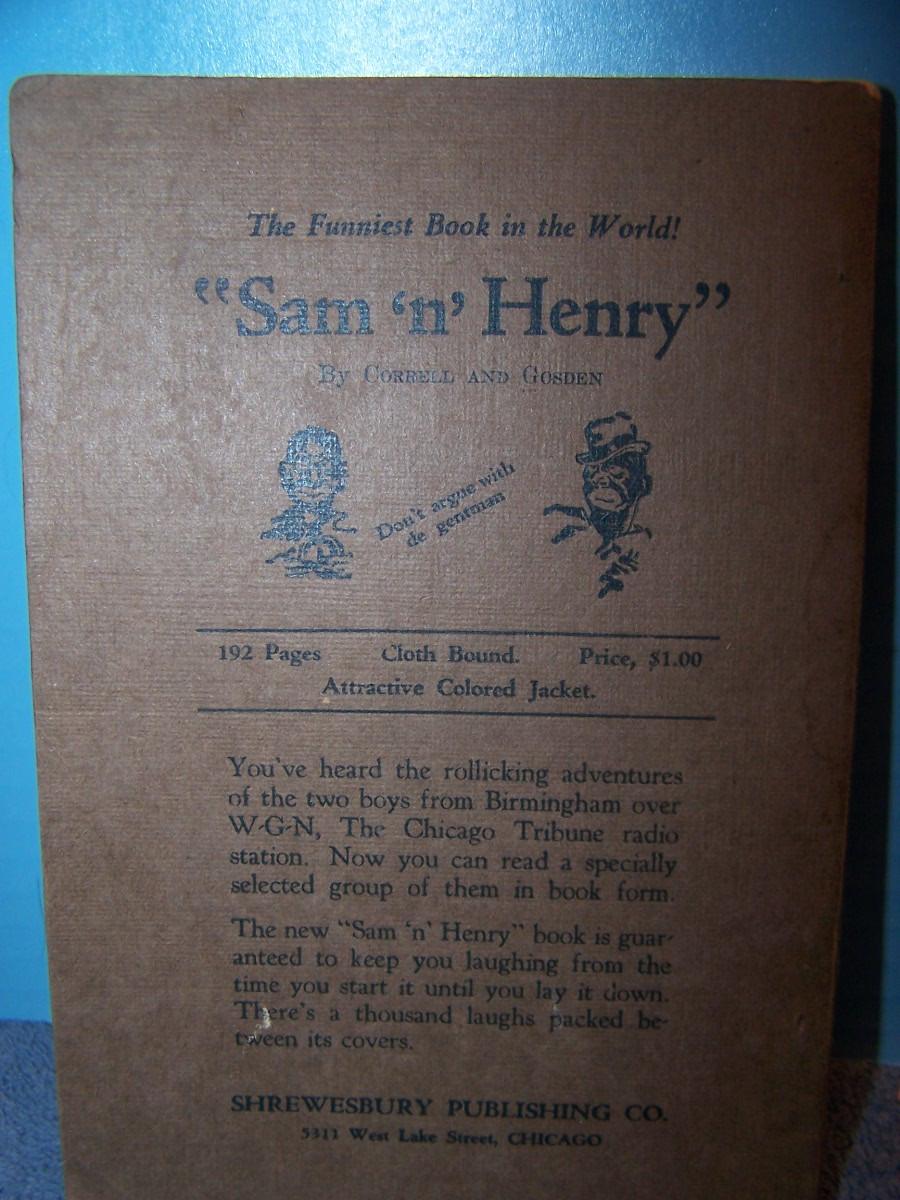 The Funniest Book in the World!
"Sam 'n' Henry"
By CORRELL AND GOSDEN
Don't argue with
de gentman
192 Pages Cloth Bound. Price, $1.00
Attractive Colored Jacket.
You've heard the rollicking adventures
of the two boys from Birmingham over
W-G-N, The Chicago Tribune radio
station. Now you can read a specially
selected group of them in book form.
The new "Sam 'n' Henry" book is guar-
anteed to keep you laughing from the
time you start it until you lay it down.
There's a thousand laughs packed be-
tween its covers.
SHREWESBURY PUBLISHING CO.
5311 West Lake Street, CHICAGO